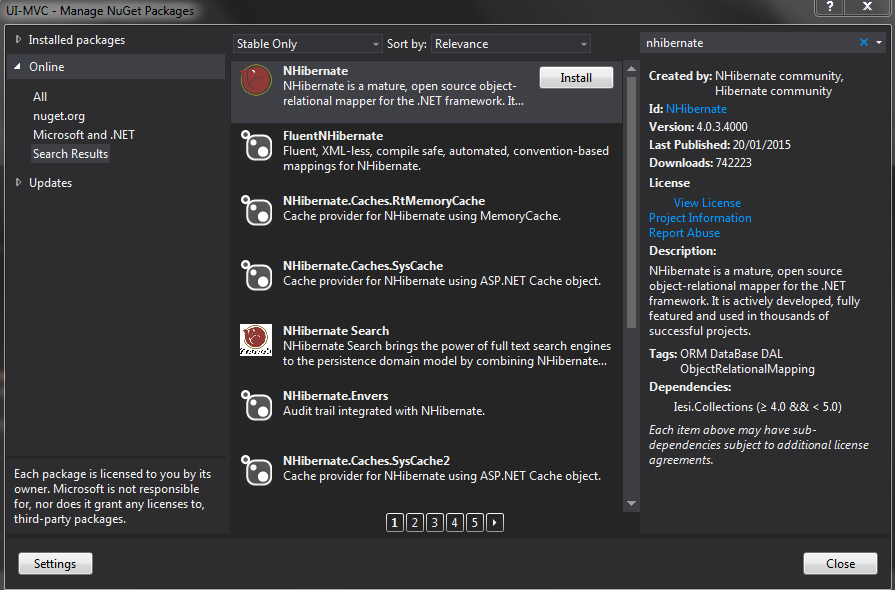 UI-MVC - Manage NuGet Packages
?
X
Installed packages
Online
All
nuget.org
Microsoft and .NET
Search Results
Updates
Each package is licensed to you by its
owner. Microsoft is not responsible
for, nor does it grant any licenses to,
third-party packages.
Settings
Stable Only
Sort by: Relevance
NHibernate
NHibernate is a mature, open source object-
relational mapper for the .NET framework. It...
Install
FluentNHibernate
Fluent, XML-less, compile safe, automated, convention-based
mappings for NHibernate.
NHibernate.Caches.RtMemoryCache
Cache provider for NHibernate using MemoryCache.
NHibernate.Caches.SysCache
Cache provider for NHibernate using ASP.NET Cache object.
NHibernate Search
NHibernate Search brings the power of full text search engines
to the persistence domain model by combining NHibernate...
NHibernate.Envers
Audit trail integrated with NHibernate.
NHibernate.Caches.SysCache2
Cache provider for NHibernate using ASP.NET Cache object.
1 2 3 4 5
nhibernate
Created by: NHibernate community,
Hibernate community
Id: NHibernate
Version: 4.0.3.4000
Last Published: 20/01/2015
Downloads: 742223
License
View License
Project Information
Report Abuse
Description:
NHibernate is a mature, open source
object-relational mapper for the .NET
framework. It is actively developed, fully
featured and used in thousands of
successful projects.
Tags: ORM DataBase DAL
ObjectRelationalMapping
Dependencies:
Iesi.Collections (≥ 4.0 && < 5.0)
Each item above may have sub-
dependencies subject to additional license
agreements.
Close